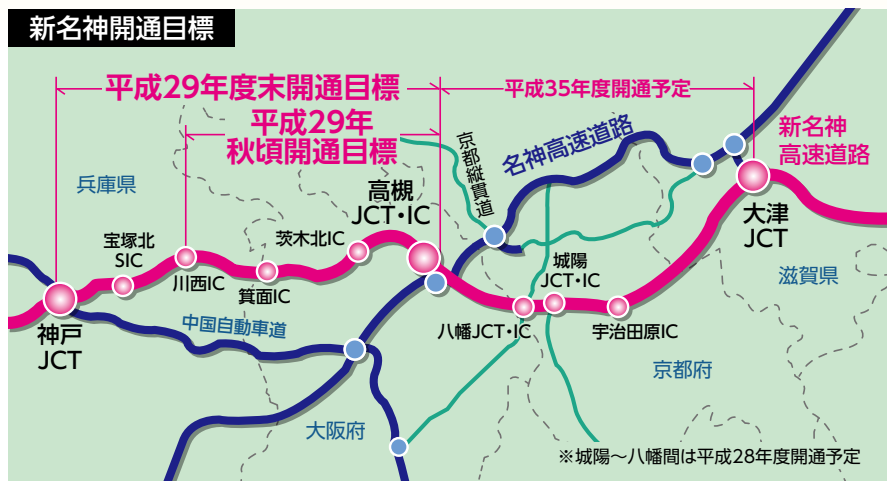 新名神開通目標
平成29年度末開通目標
平成35年度開通予定
平成29年
秋頃開通目標
京都縦貫道
名神高速道路
新名神
高速道路
兵庫県
高槻
JCT・IC
宝塚北
SIC
川西IC
箕面IC
茨木北IC
城陽
JCT・IC
大津
JCT
滋賀県
神戸
JCT
中国自動車道
八幡JCT・IC
宇治田原IC
京都府
大阪府
※城陽～八幡間は平成28年度開通予定